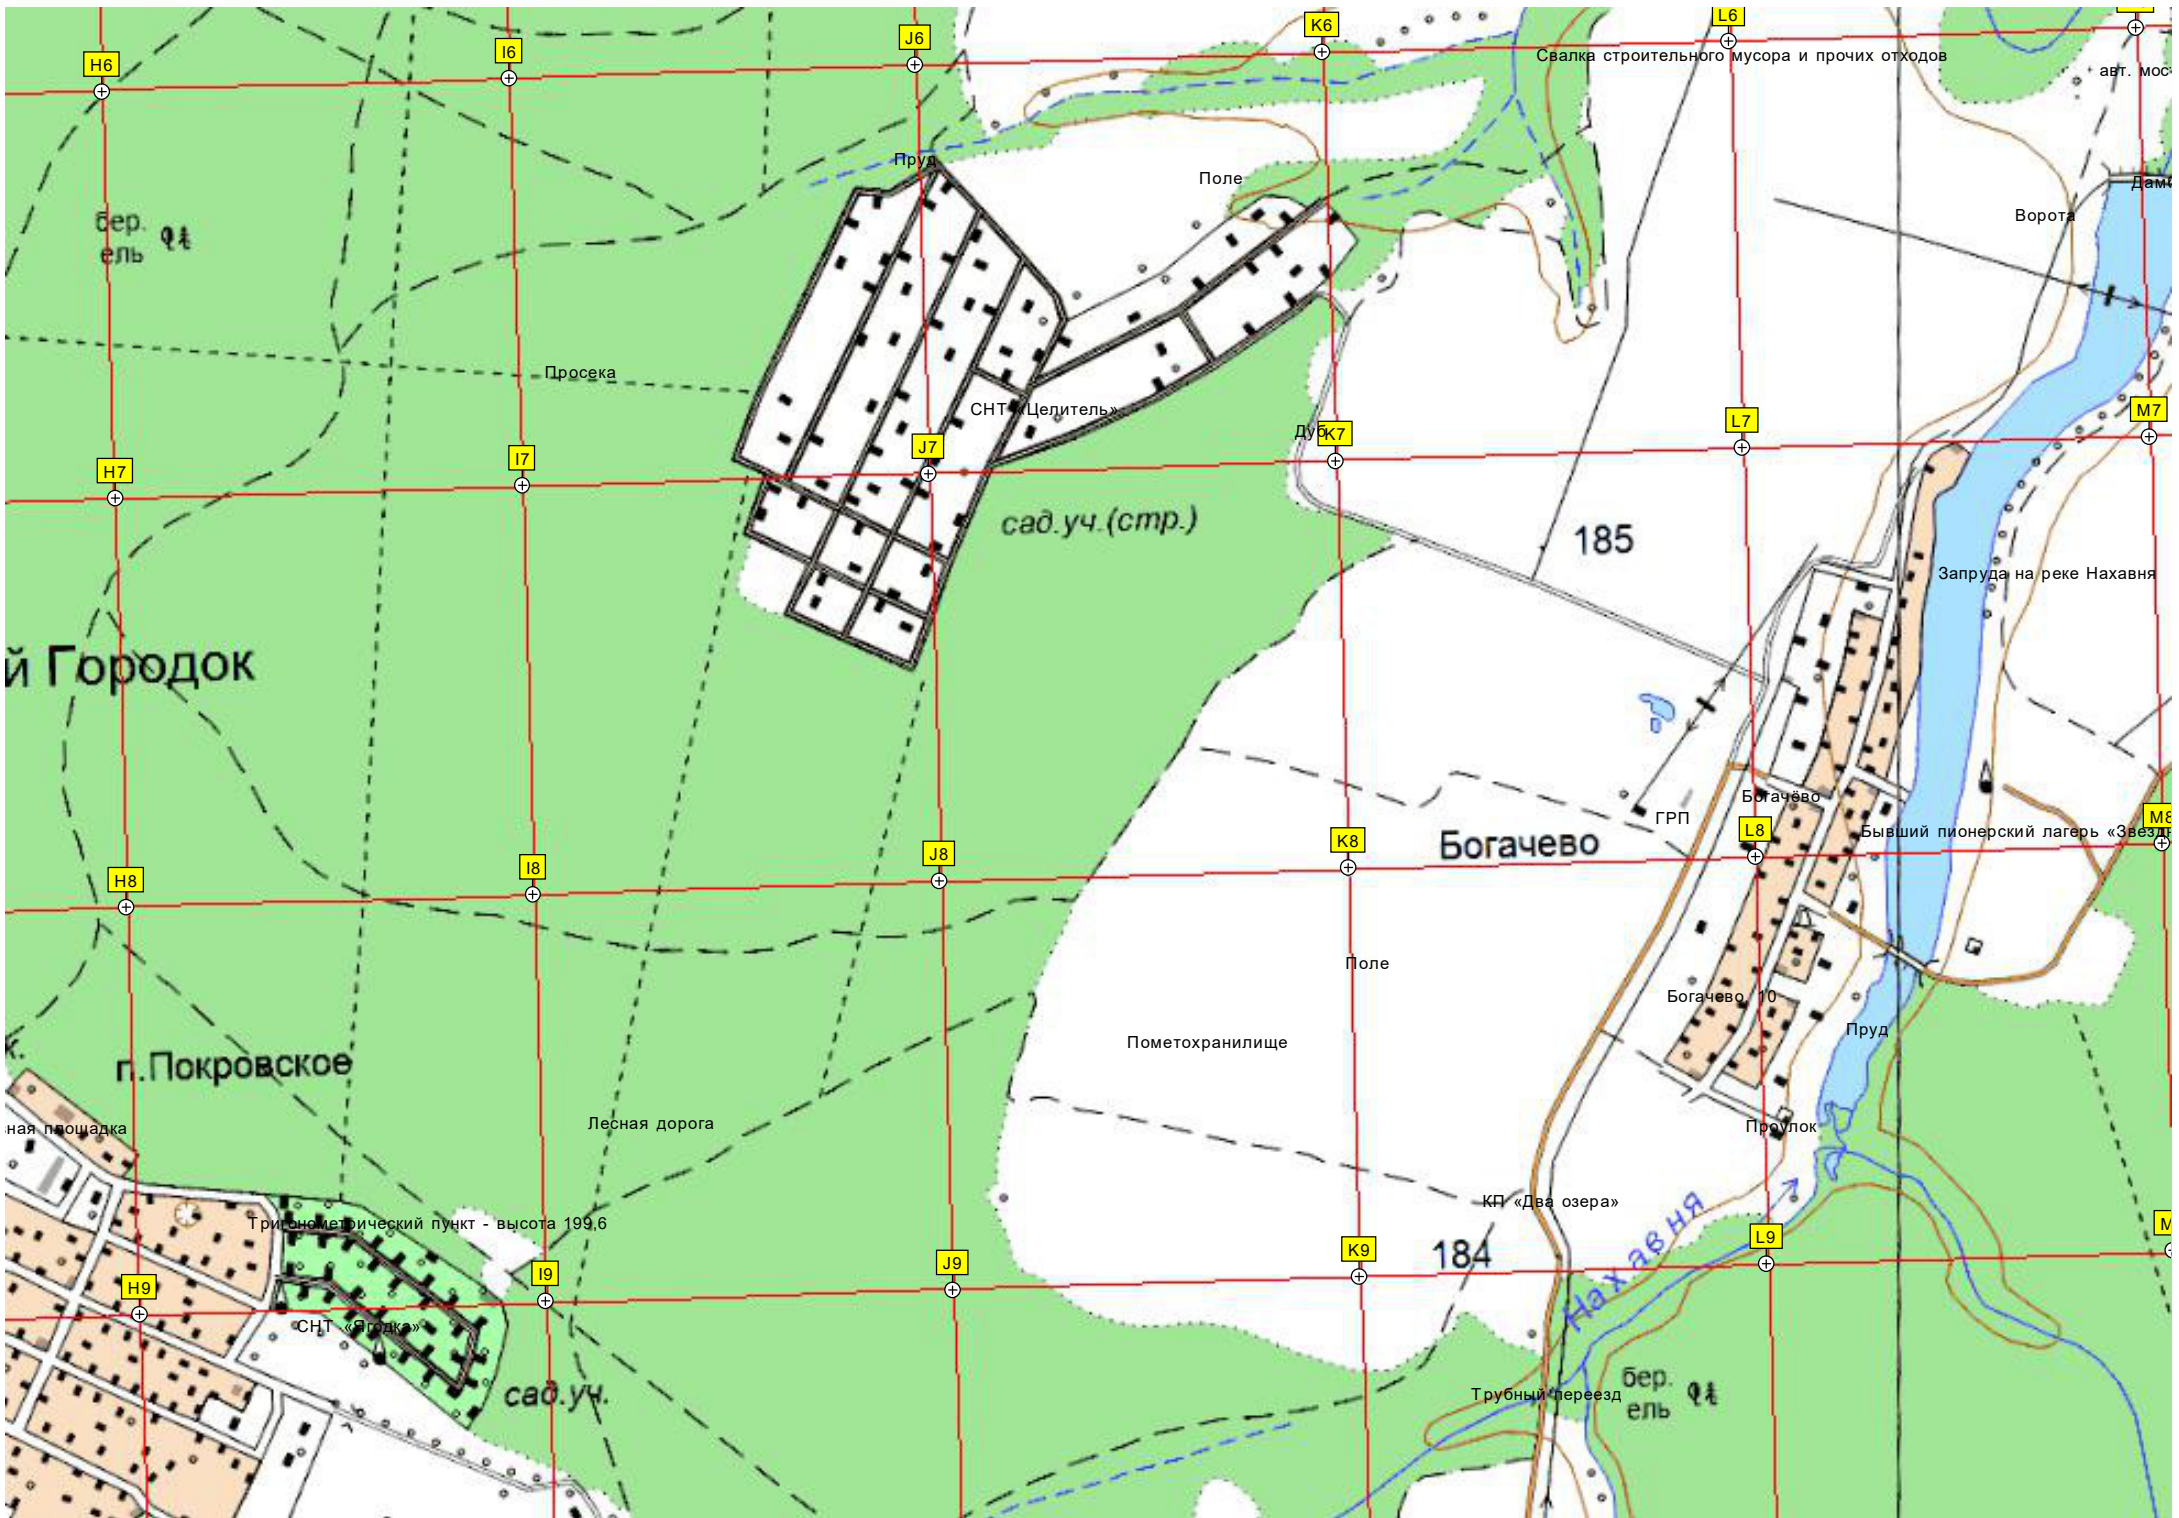 H6
I6
J6
K6
L6
Свалка строительного мусора и прочих отходов
авт. мос
Пруд
Поле
бер.
ель
Ворота
Просека
СНТ «Целитель»
Дуб
H7
I7
J7
K7
L7
M7
сад.уч.(стр.)
185
Запруда на реке Нахавня
й Городок
Богачёво
ГРП
Богачево
Бывший пионерский лагерь «Звезд
H8
I8
J8
K8
L8
M8
Поле
Богачево, 10
Пруд
Пометохранилище
п.Покровское
Лесная дорога
ная площадка
Проулок
КП «Два озера»
Нахавня
Тригонометрический пункт - высота 199,6
184
H9
I9
J9
K9
L9
M
СНТ «Ягодка»
сад.уч.
Трубный переезд
бер.
ель